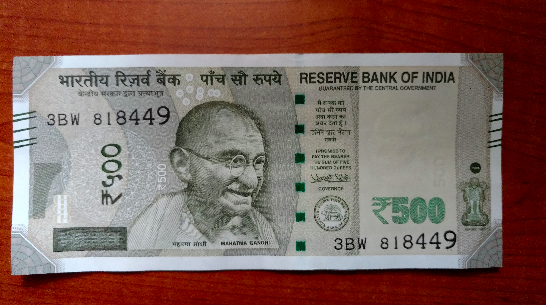 भारतीय रिज़र्व बैंक
पाँच सौ रुपये
RESERVE BANK OF INDIA
केन्द्रीय सरकार द्वारा प्रत्याभूत
GUARANTEED BY THE CENTRAL GOVERNMENT
3BW 818449
मैं धारक को
पाँच सौ रुपये
अदा करने का
वचन देता हूँ ।
I PROMISE TO
PAY THE BEARER
THE SUM OF FIVE
HUNDRED RUPEES
GOVERNOR
₹५००
500
₹500
महात्मा गांधी
MAHATMA GANDHI
3BW 818449